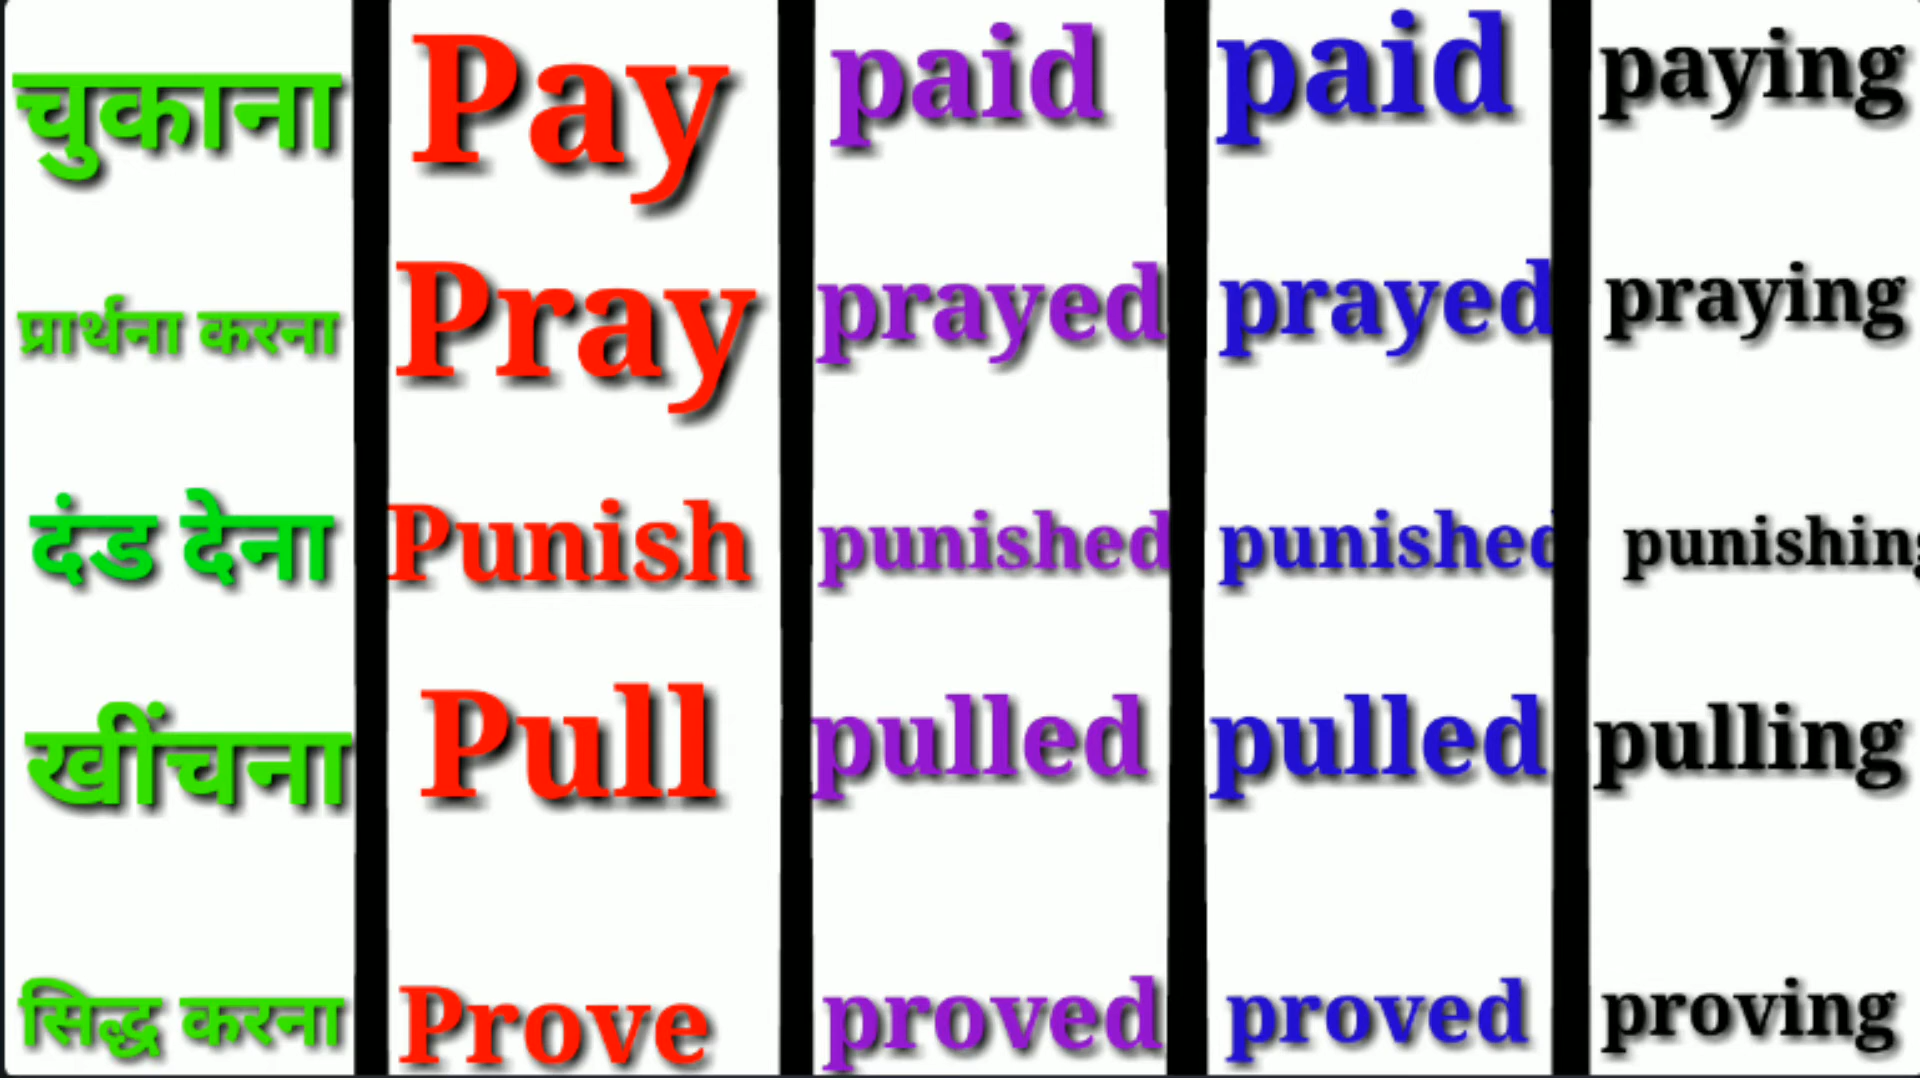 चुकाना Pay paid paid paying
प्रार्थना करना Pray prayed prayed praying
दंड देना Punish punished punished punishing
खींचना Pull pulled pulled pulling
सिद्ध करना Prove proved proved proving